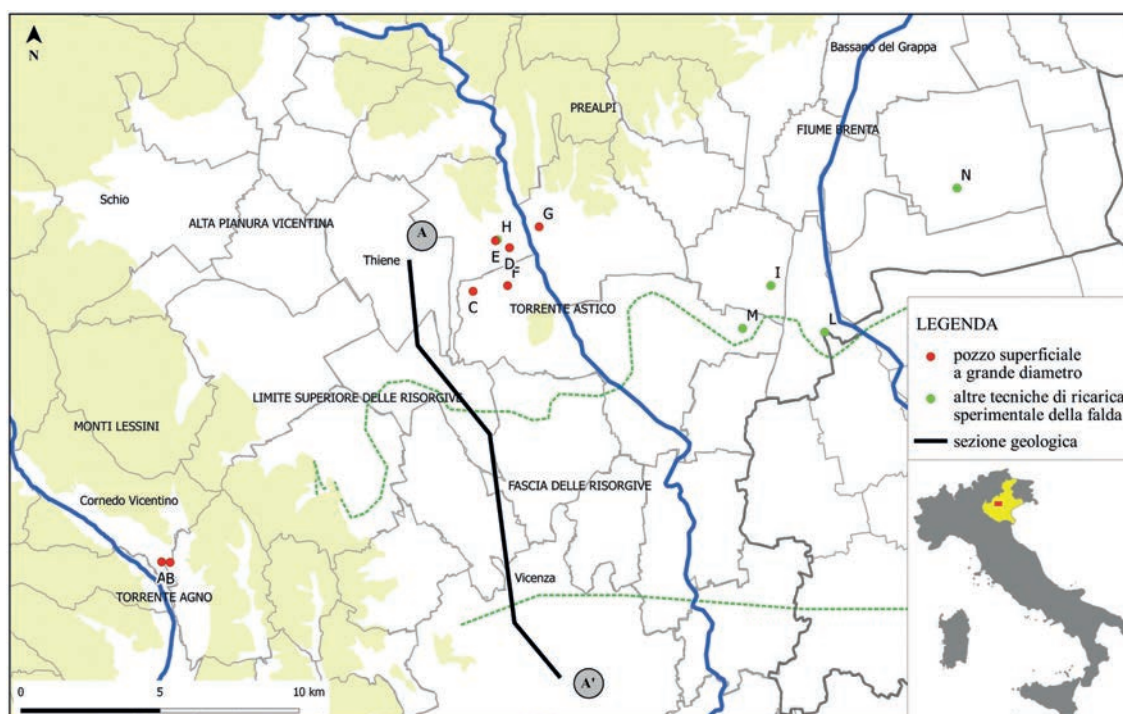 N
Bassano del Grappa
PREALPI
FIUME BRENTA
N
Schio
ALTA PIANURA VICENTINA
A
G
H
E
D
Thiene
F
I
C
TORRENTE ASTICO
M
L
LIMITE SUPERIORE DELLE RISORGIVE
MONTI LESSINI
FASCIA DELLE RISORGIVE
Cornedo Vicentino
Vicenza
AB
TORRENTE AGNO
A'
0 5 10 km
LEGENDA
pozzo superficiale
a grande diametro
altre tecniche di ricarica
sperimentale della falda
sezione geologica